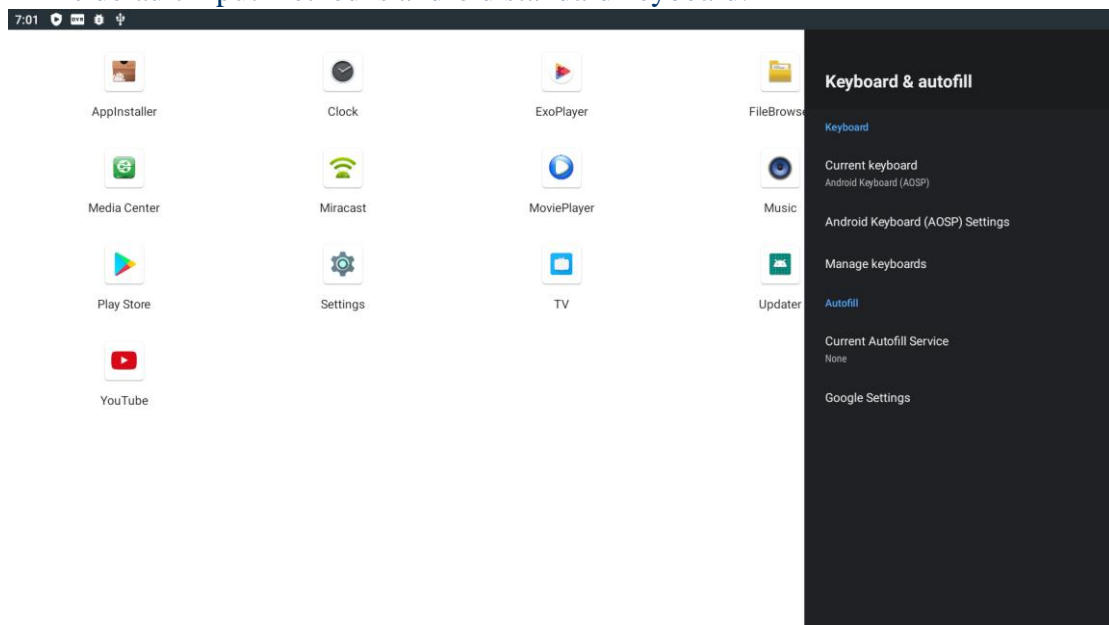 7:01
AppInstaller
Clock
ExoPlayer
FileBrowse
Keyboard & autofill
Keyboard
Current keyboard
Android Keyboard (AOSP)
Android Keyboard (AOSP) Settings
Manage keyboards
Autofill
Current Autofill Service
None
Google Settings
Media Center
Miracast
MoviePlayer
Music
Play Store
Settings
TV
Updater
YouTube